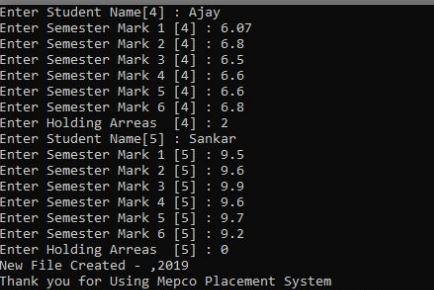 Enter Student Name[4] : Ajay
Enter Semester Mark 1 [4] : 6.07
Enter Semester Mark 2 [4] : 6.8
Enter Semester Mark 3 [4] : 6.5
Enter Semester Mark 4 [4] : 6.6
Enter Semester Mark 5 [4] : 6.6
Enter Semester Mark 6 [4] : 6.8
Enter Holding Arreas  [4] : 2
Enter Student Name[5] : Sankar
Enter Semester Mark 1 [5] : 9.5
Enter Semester Mark 2 [5] : 9.6
Enter Semester Mark 3 [5] : 9.9
Enter Semester Mark 4 [5] : 9.6
Enter Semester Mark 5 [5] : 9.7
Enter Semester Mark 6 [5] : 9.2
Enter Holding Arreas  [5] : 0
New File Created - ,2019
Thank you for Using Mepco Placement System